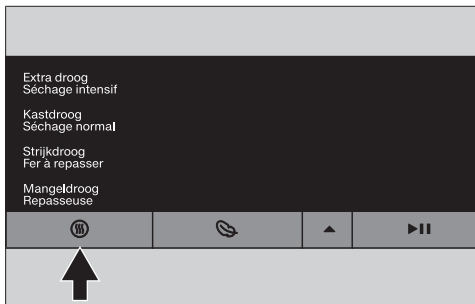 Extra droog
Séchage intensif
Kastdroog
Séchage normal
Strijkdroog
Fer à repasser
Mangeldroog
Repasseuse